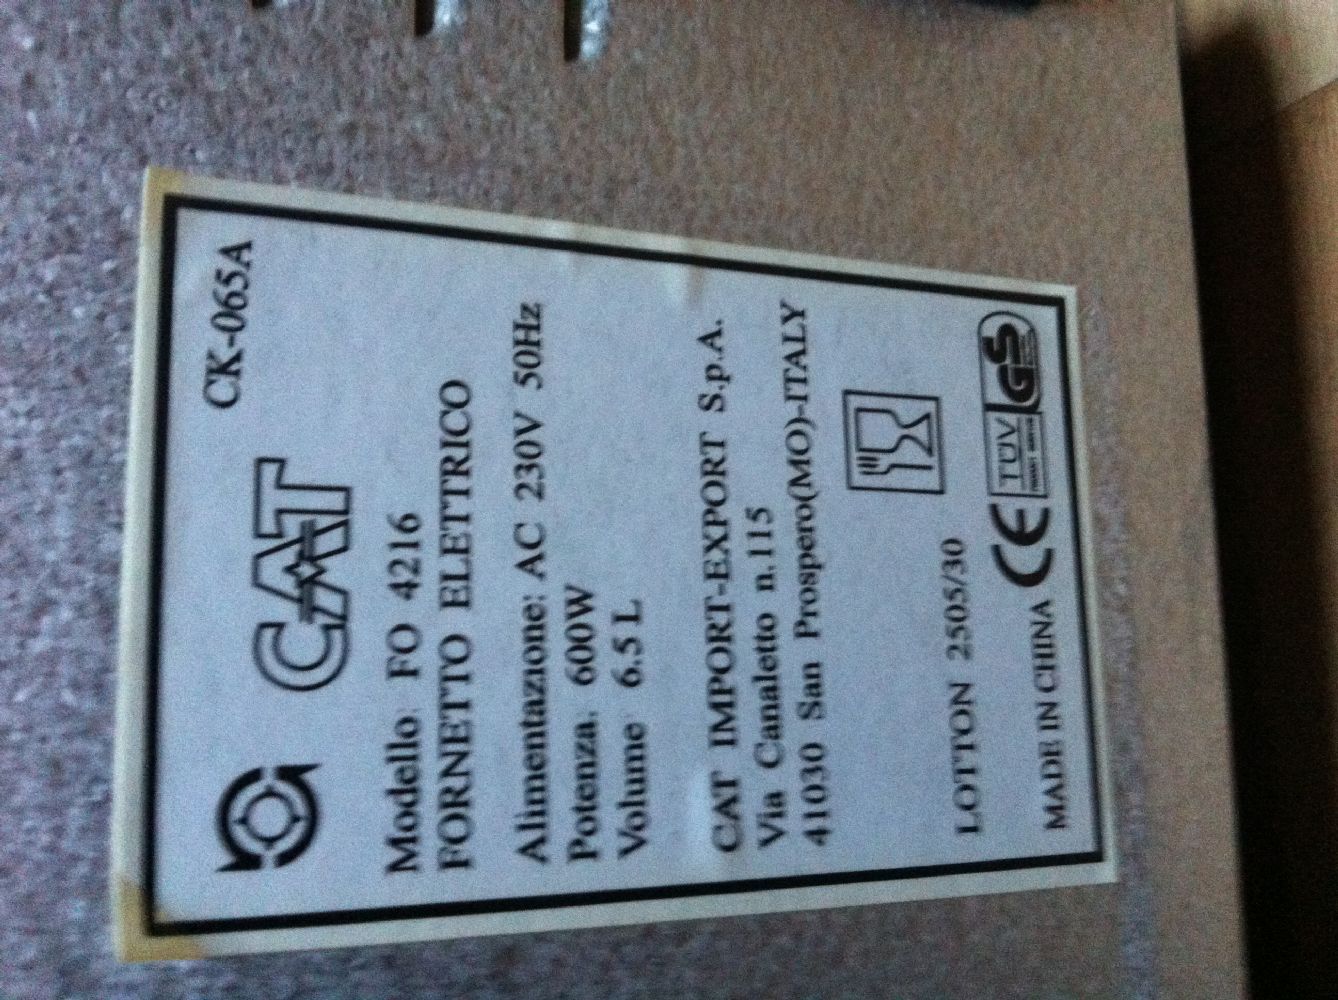 CK-065A
CAT
Modello: FO 4216
FORNETTO ELETTRICO
Alimentazione: AC 230V 50Hz
Potenza. 600W
Volume 6.5 L
CAT IMPORT-EXPORT S.p.A.
Via Canaletto n.115
41030 San Prospero(MO)-ITALY
LOTTON 2505/30
MADE IN CHINA CE TÜV GS